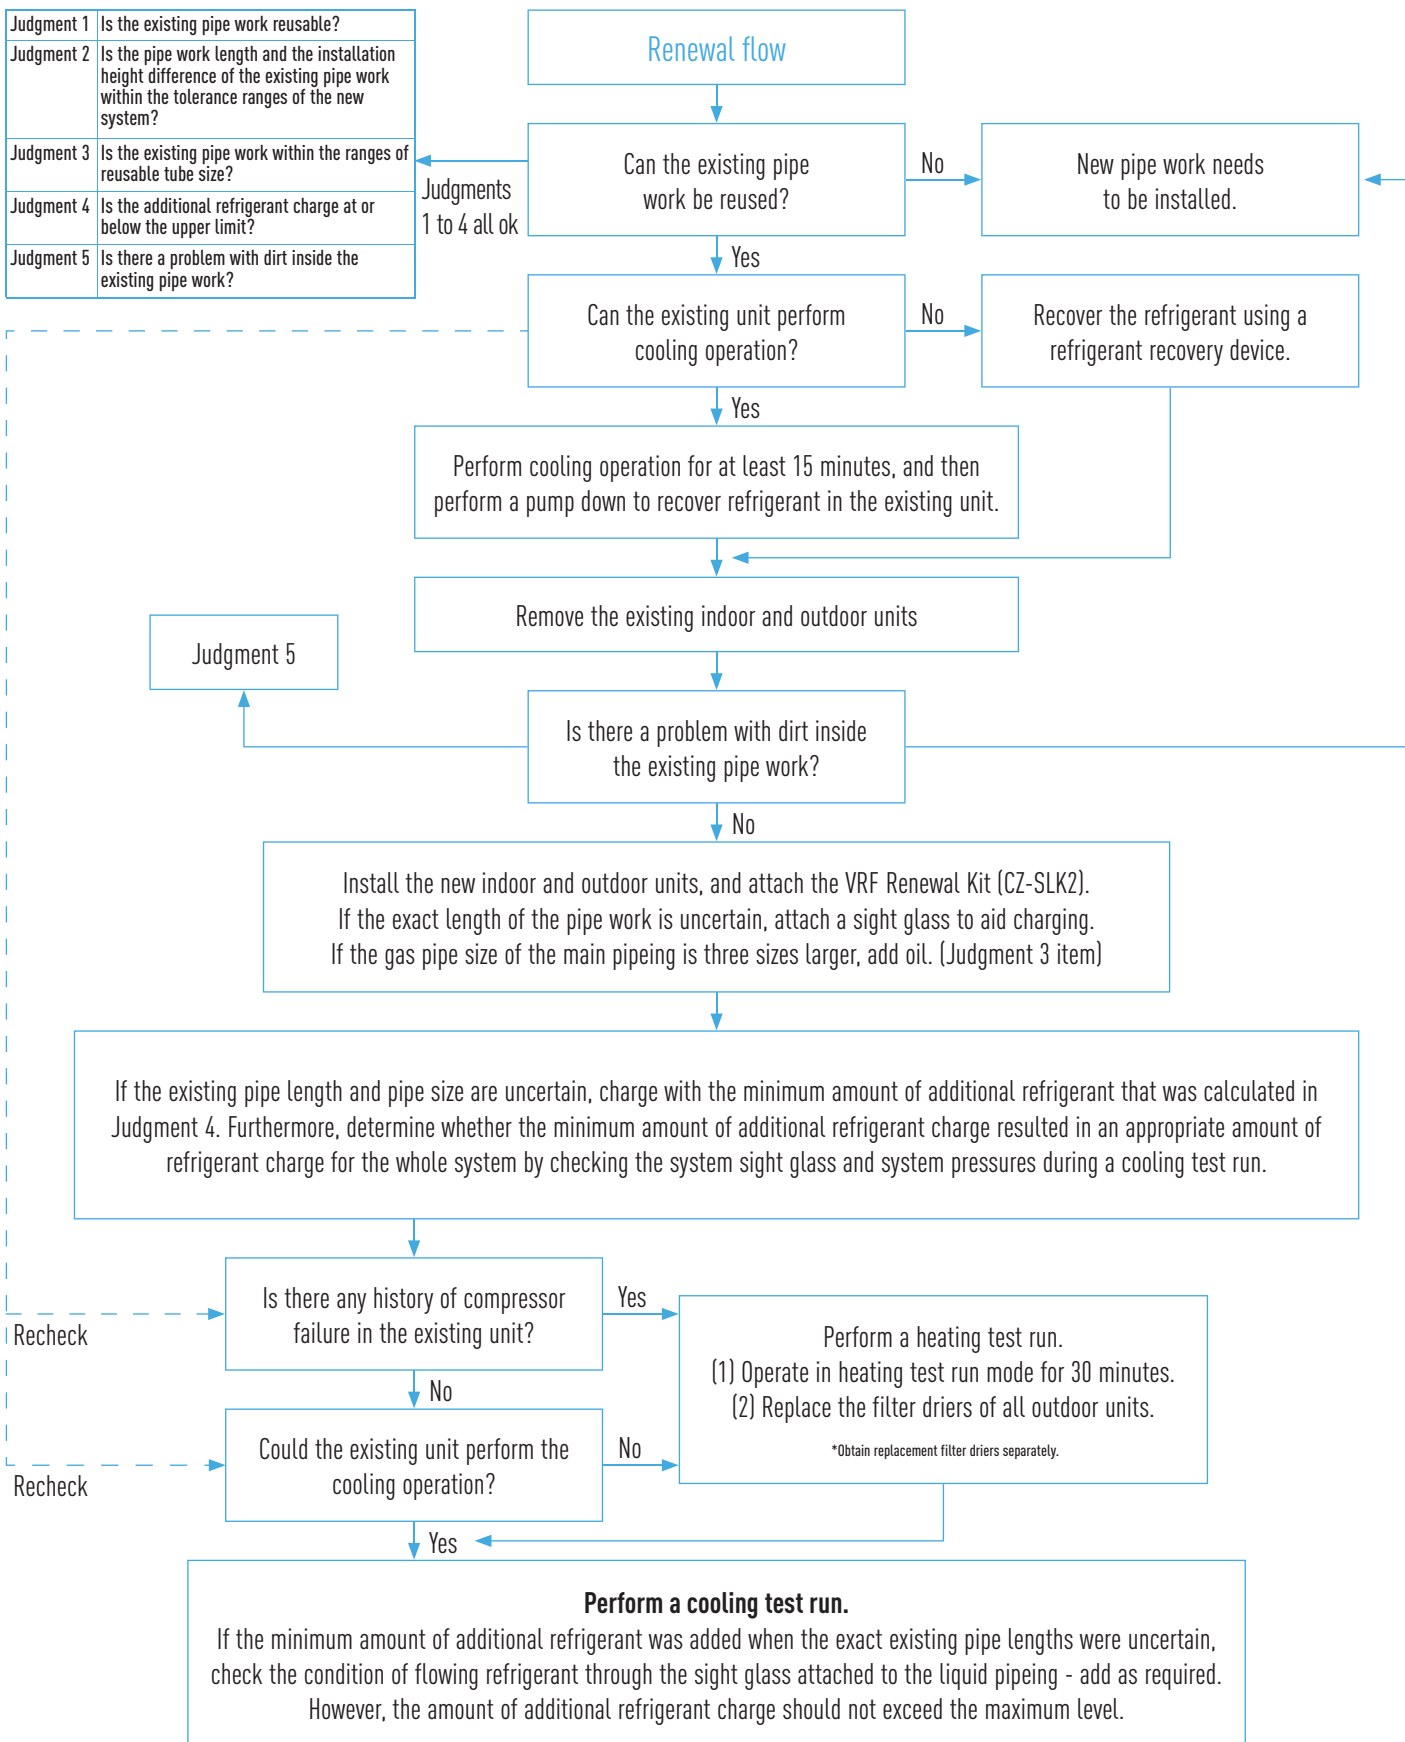 Judgment 1 Is the existing pipe work reusable?
Judgment 2 Is the pipe work length and the installation
height difference of the existing pipe work
within the tolerance ranges of the new
system?
Judgment 3 Is the existing pipe work within the ranges of
reusable tube size?
Judgment 4 Is the additional refrigerant charge at or
below the upper limit?
Judgment 5 Is there a problem with dirt inside the
existing pipe work?
Renewal flow
Can the existing pipe
work be reused?
No
New pipe work needs
to be installed.
Judgments
1 to 4 all ok
Yes
Can the existing unit perform
cooling operation?
No
Recover the refrigerant using a
refrigerant recovery device.
Yes
Perform cooling operation for at least 15 minutes, and then
perform a pump down to recover refrigerant in the existing unit.
Remove the existing indoor and outdoor units
Judgment 5
Is there a problem with dirt inside
the existing pipe work?
No
Install the new indoor and outdoor units, and attach the VRF Renewal Kit (CZ-SLK2).
If the exact length of the pipe work is uncertain, attach a sight glass to aid charging.
If the gas pipe size of the main pipeing is three sizes larger, add oil. (Judgment 3 item)
If the existing pipe length and pipe size are uncertain, charge with the minimum amount of additional refrigerant that was calculated in
Judgment 4. Furthermore, determine whether the minimum amount of additional refrigerant charge resulted in an appropriate amount of
refrigerant charge for the whole system by checking the system sight glass and system pressures during a cooling test run.
Is there any history of compressor
failure in the existing unit?
Yes
Recheck
Perform a heating test run.
(1) Operate in heating test run mode for 30 minutes.
(2) Replace the filter driers of all outdoor units.
*Obtain replacement filter driers separately.
No
Could the existing unit perform the
cooling operation?
No
Recheck
Yes
Perform a cooling test run.
If the minimum amount of additional refrigerant was added when the exact existing pipe lengths were uncertain,
check the condition of flowing refrigerant through the sight glass attached to the liquid pipeing - add as required.
However, the amount of additional refrigerant charge should not exceed the maximum level.